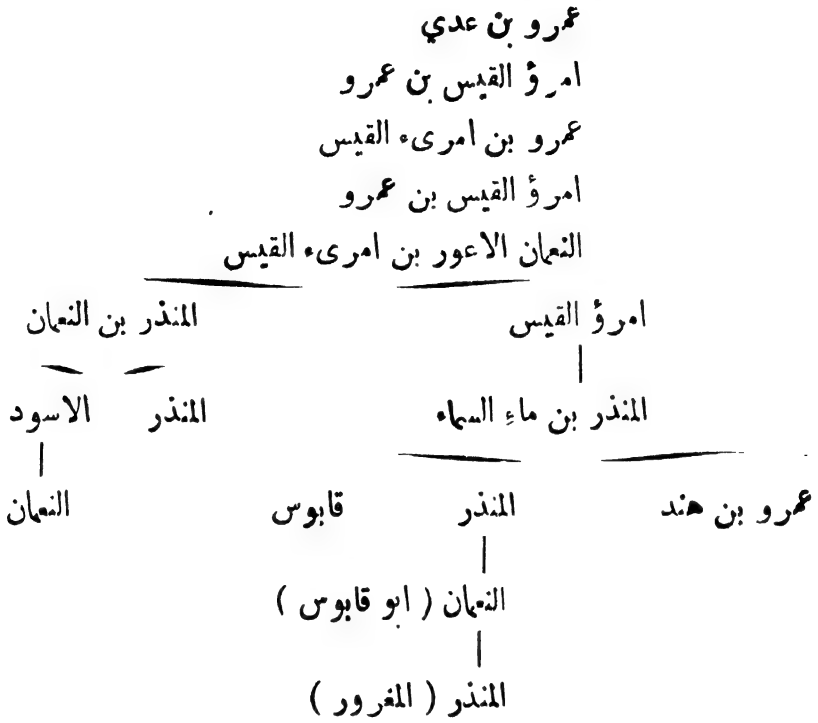 عمرو بن عدي
امرؤ القيس بن عمرو
عمرو بن امرىء القيس
امرؤ القيس بن عمرو
النعمان الاعور بن امرىء القيس
امرؤ القيس المنذر بن النعمان
المنذر بن ماءِ السماء المنذر الاسود
عمرو بن هند المنذر قابوس النعمان
النعمان ( ابو قابوس )
المنذر ( المغرور )